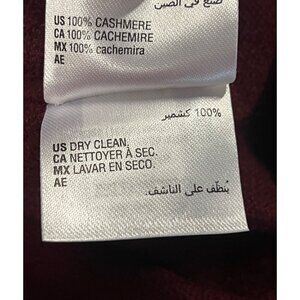 صنع في الصين
US 100% CASHMERE
CA 100% CACHEMIRE
MX 100% cachemira
AE
100% كشمير
US DRY CLEAN.
CA NETTOYER À SEC.
MX LAVAR EN SECO.
AE
يُنظّف على الناشف.